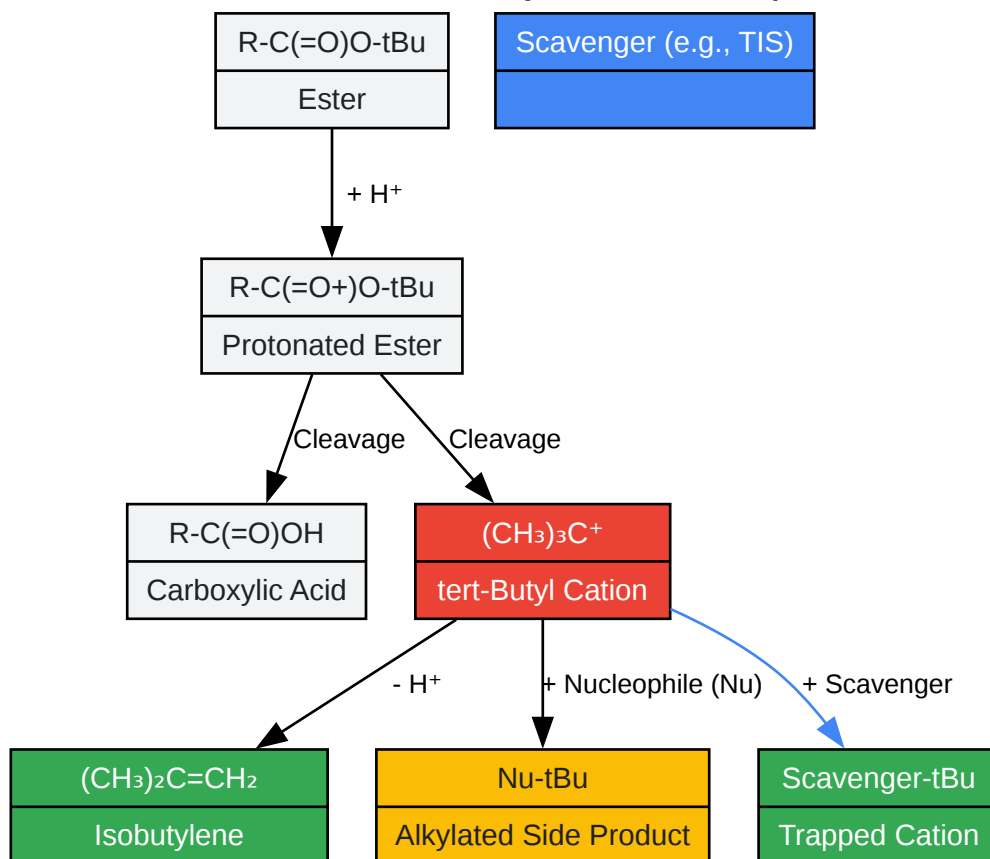 R-C(=O)O-tBu
Ester
Scavenger (e.g., TIS)
+ H⁺
R-C(=O+)O-tBu
Protonated Ester
Cleavage
Cleavage
R-C(=O)OH
Carboxylic Acid
(CH₃)₃C⁺
tert-Butyl Cation
- H⁺
+ Nucleophile (Nu)
+ Scavenger
(CH₃)₂C=CH₂
Isobutylene
Nu-tBu
Alkylated Side Product
Scavenger-tBu
Trapped Cation